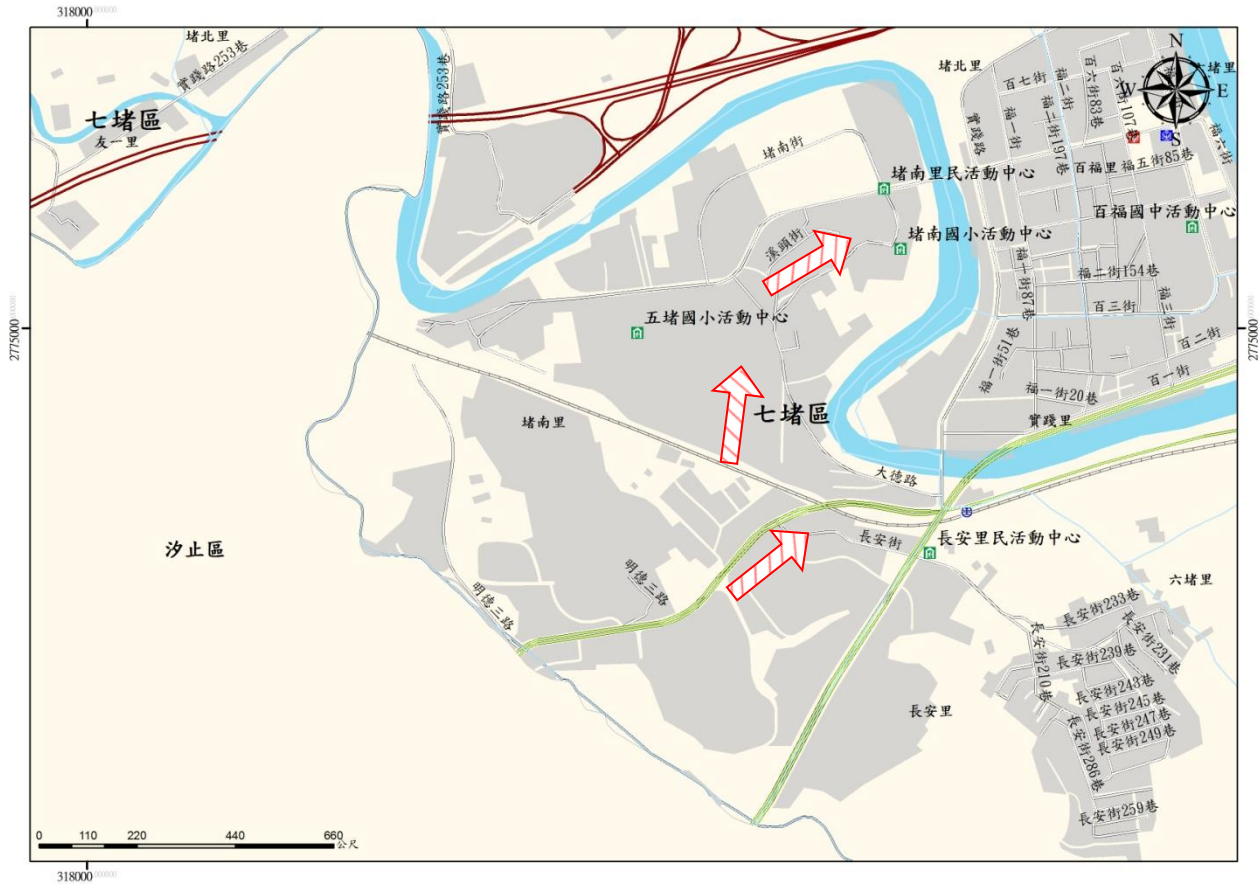 318000
堵北里
實踐路253巷
七堵區
友一里
實踐路253巷
堵北里
百七街
福二街
百六街83巷
百六街107巷
N
W
E
S
六堵里
實踐路
福一街
福二街197巷
百福里
福五街85巷
福六街
堵南街
堵南里民活動中心
百福國中活動中心
溪頭街
堵南國小活動中心
福二街154巷
福一街87巷
百三街
福三街
2775000
2775000
五堵國小活動中心
福一街51巷
百二街
百一街
福一街20巷
七堵區
堵南里
實踐里
大德路
汐止區
長安街
長安里民活動中心
明德三路
明德三路
六堵里
長安街233巷
長安街231巷
長安街239巷
長安街210巷
長安街243巷
長安街245巷
長安街247巷
長安街249巷
長安里
長安街286巷
長安街259巷
0 110 220 440 660
公尺
318000